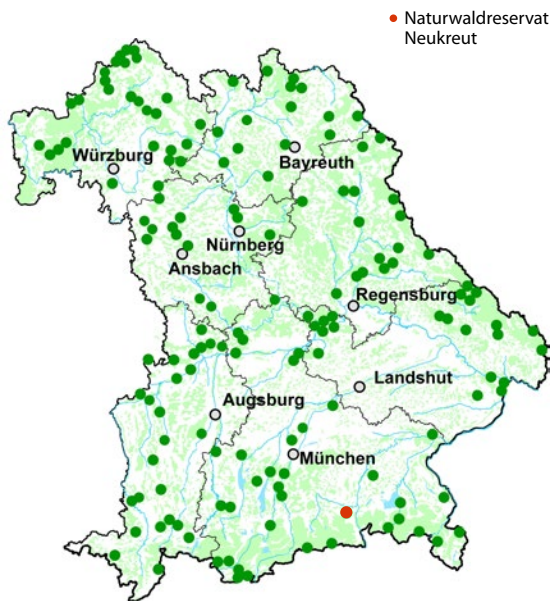 Naturwaldreservat
Neukreut
Würzburg
Bayreuth
Nürnberg
Ansbach
Regensburg
Landshut
Augsburg
München